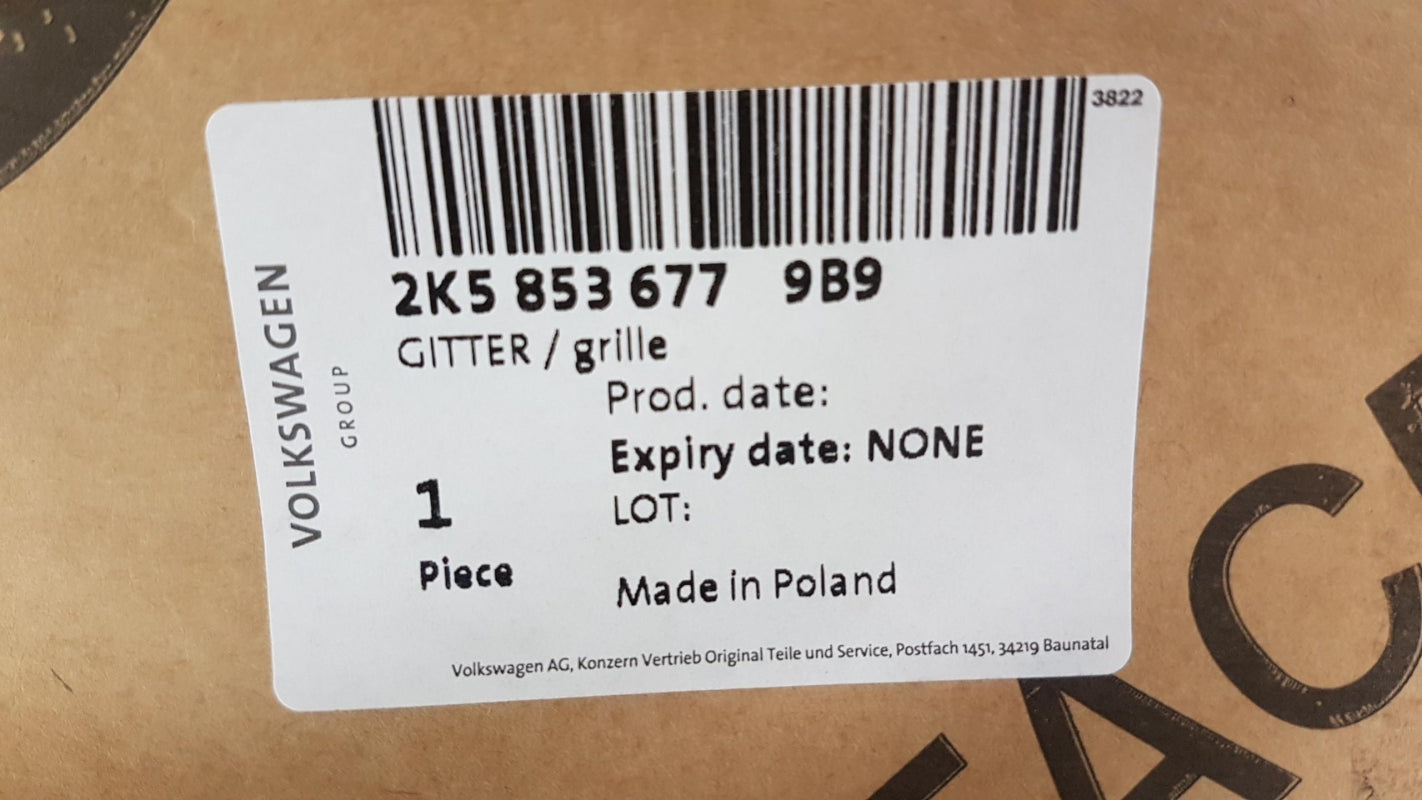 3822
2K5 853 677 9B9
GITTER / grille
Prod. date:
Expiry date: NONE
LOT:
1
Piece
Made in Poland
VOLKSWAGEN
GROUP
Volkswagen AG, Konzern Vertrieb Original Teile und Service, Postfach 1451, 34219 Baunatal
AC